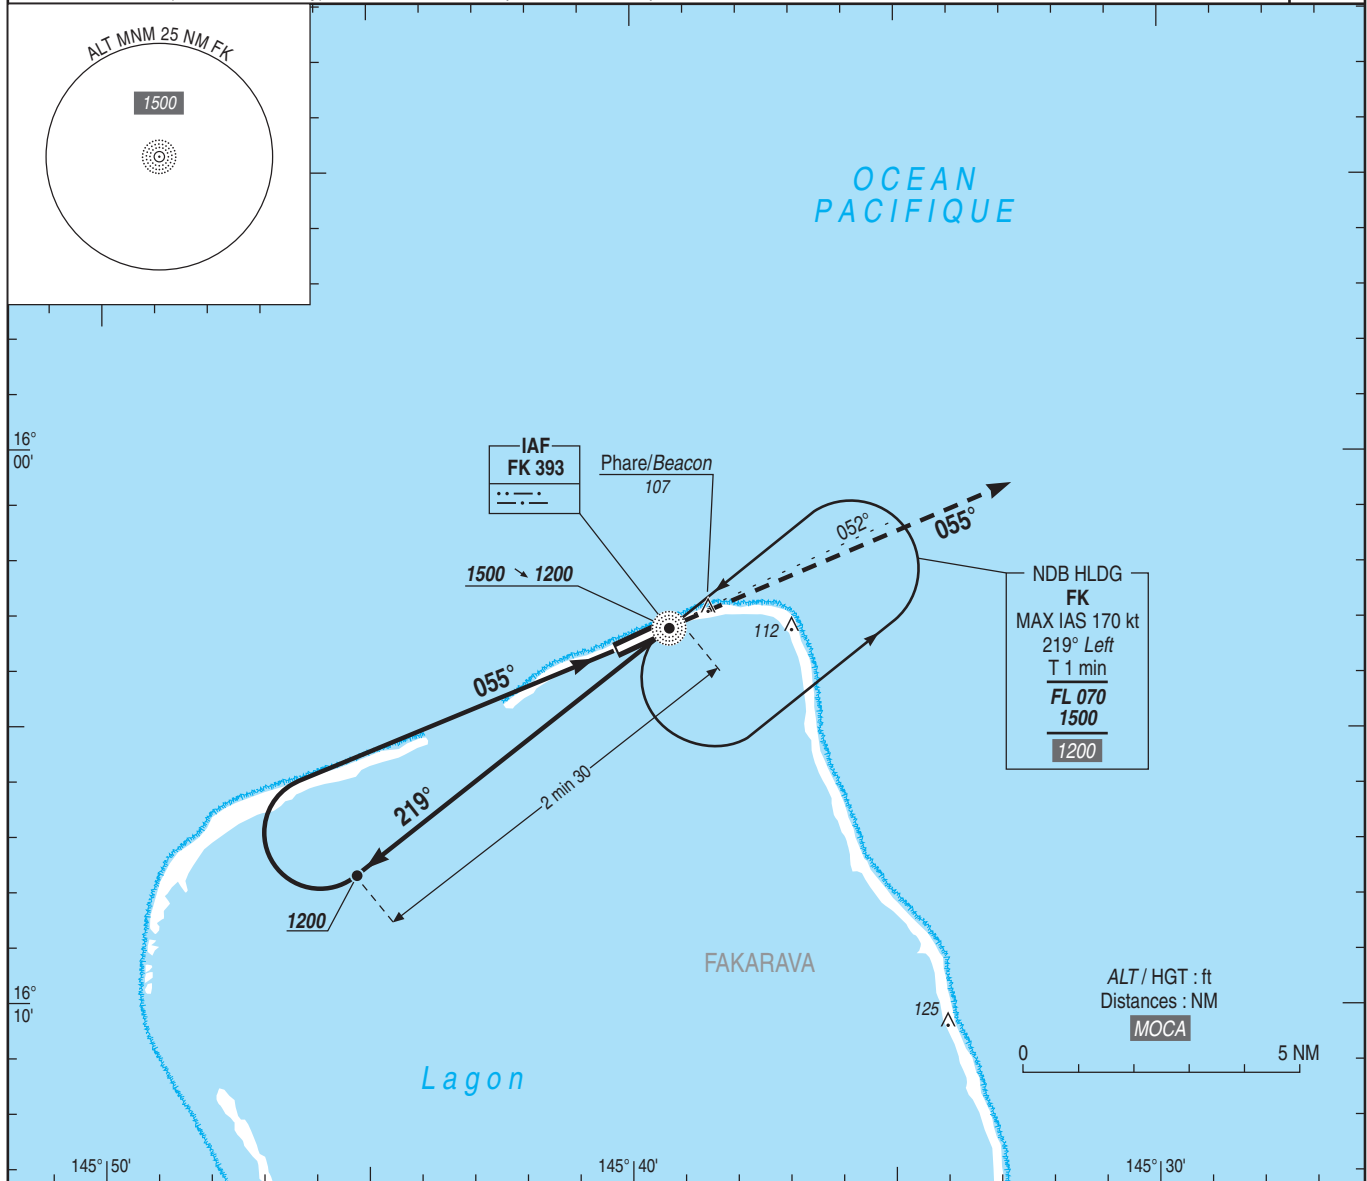 ALT MNM 25 NM FK
1500
OCEAN
PACIFIQUE
16°
00'
IAF
FK 393
Phare/Beacon
107
1500 ↘ 1200
052°
055°
NDB HLDG
FK
MAX IAS 170 kt
219° Left
T 1 min
FL 070
1500
1200
112
055°
2 min 30
219°
1200
FAKARAVA
16°
10'
125
ALT / HGT : ft
Distances : NM
MOCA
0 5 NM
Lagon
145° 50' 145° 40' 145° 30'